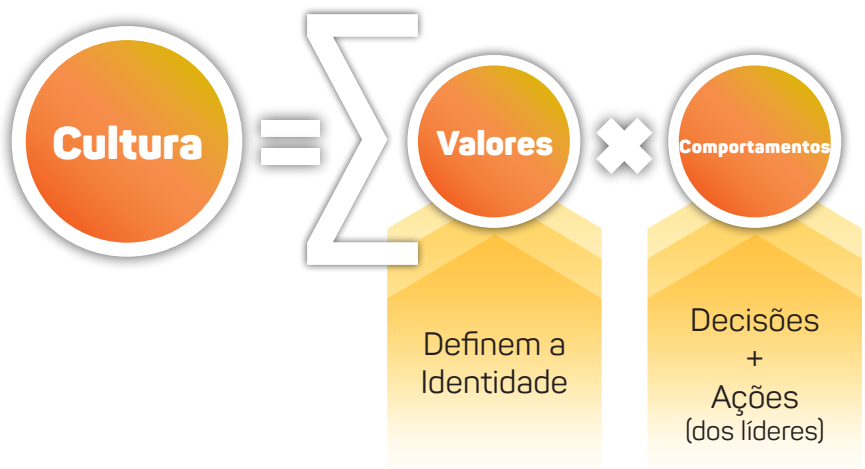 Cultura = ∑ Valores × Comportamentos
Definem a
Identidade
Decisões
+
Ações
(dos líderes)